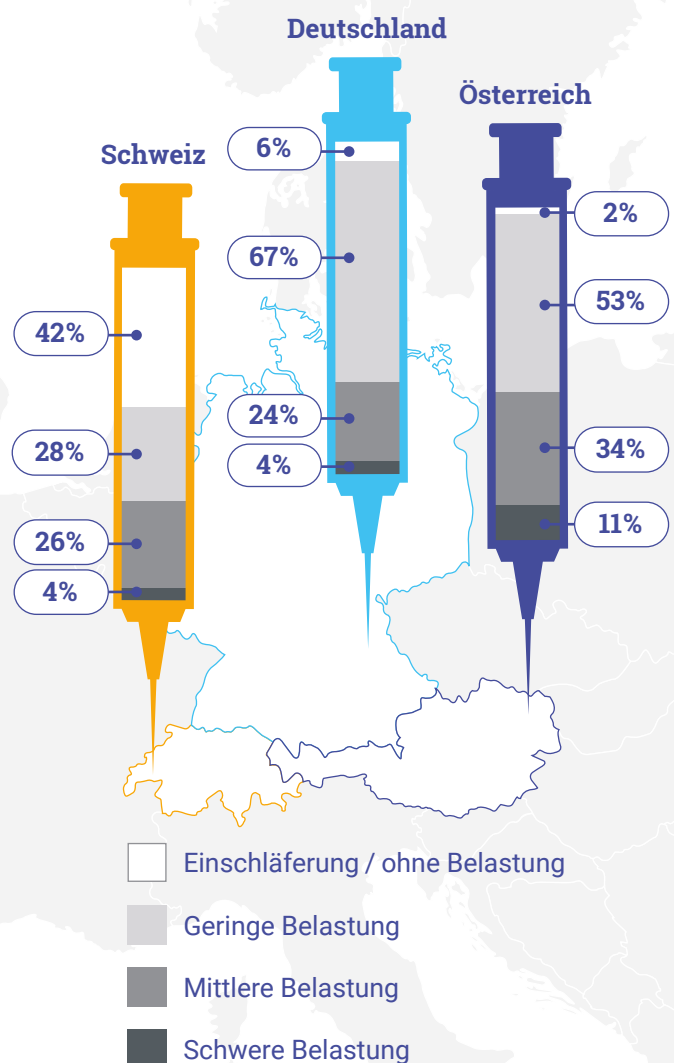 Deutschland
6%
67%
24%
4%
Österreich
2%
53%
34%
11%
Schweiz
42%
28%
26%
4%
Einschläferung / ohne Belastung
Geringe Belastung
Mittlere Belastung
Schwere Belastung